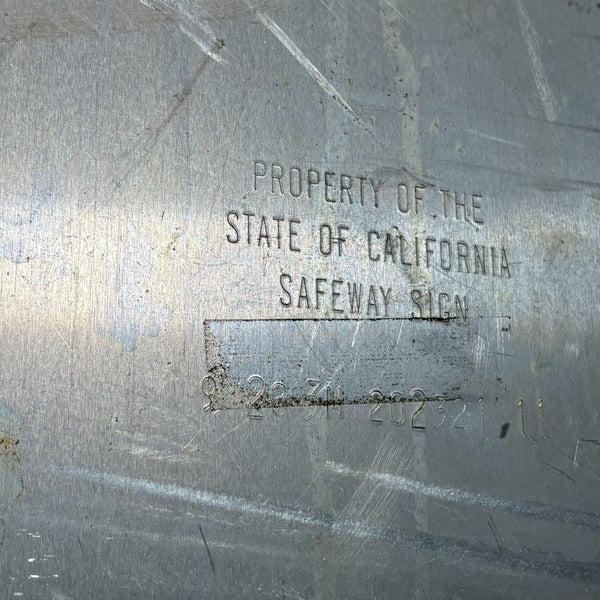 PROPERTY OF THE
STATE OF CALIFORNIA
SAFEWAY SIGN